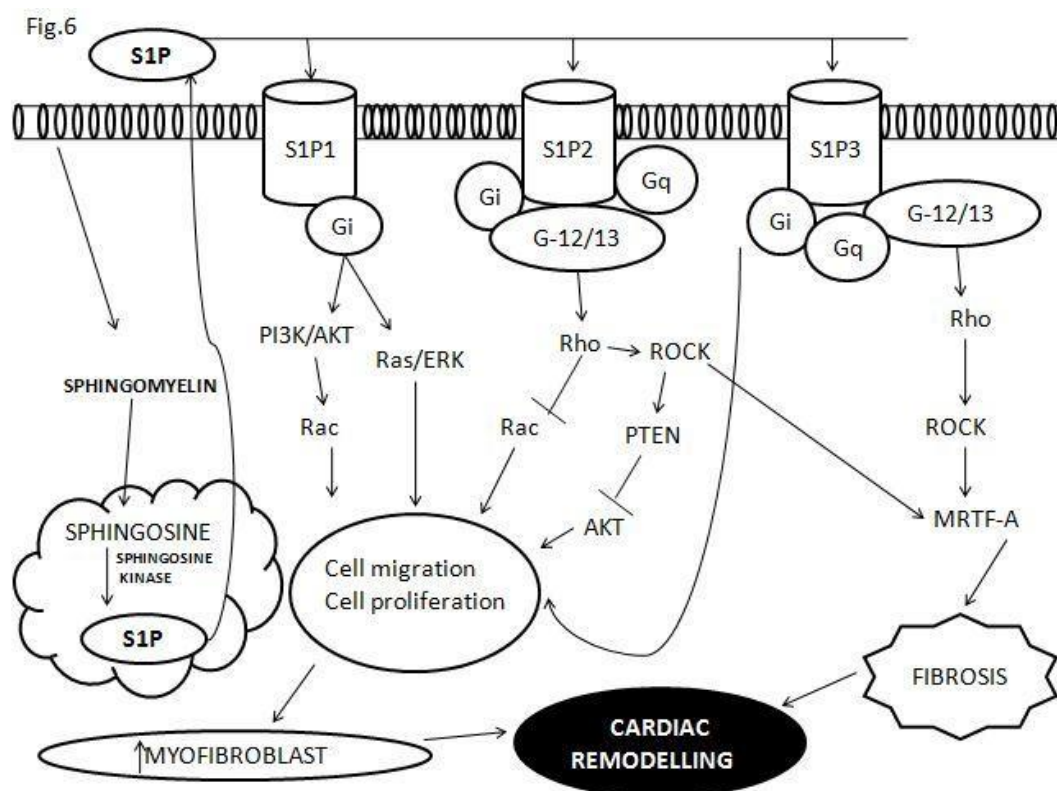 Fig.6
S1P
S1P1
S1P2
S1P3
Gi
Gi
Gq
G-12/13
Gi
Gq
G-12/13
PI3K/AKT
Ras/ERK
Rho
ROCK
Rho
SPHINGOMYELIN
Rac
Rac
PTEN
ROCK
AKT
MRTF-A
SPHINGOSINE
SPHINGOSINE
KINASE
S1P
Cell migration
Cell proliferation
FIBROSIS
↑MYOFIBROBLAST
CARDIAC
REMODELLING